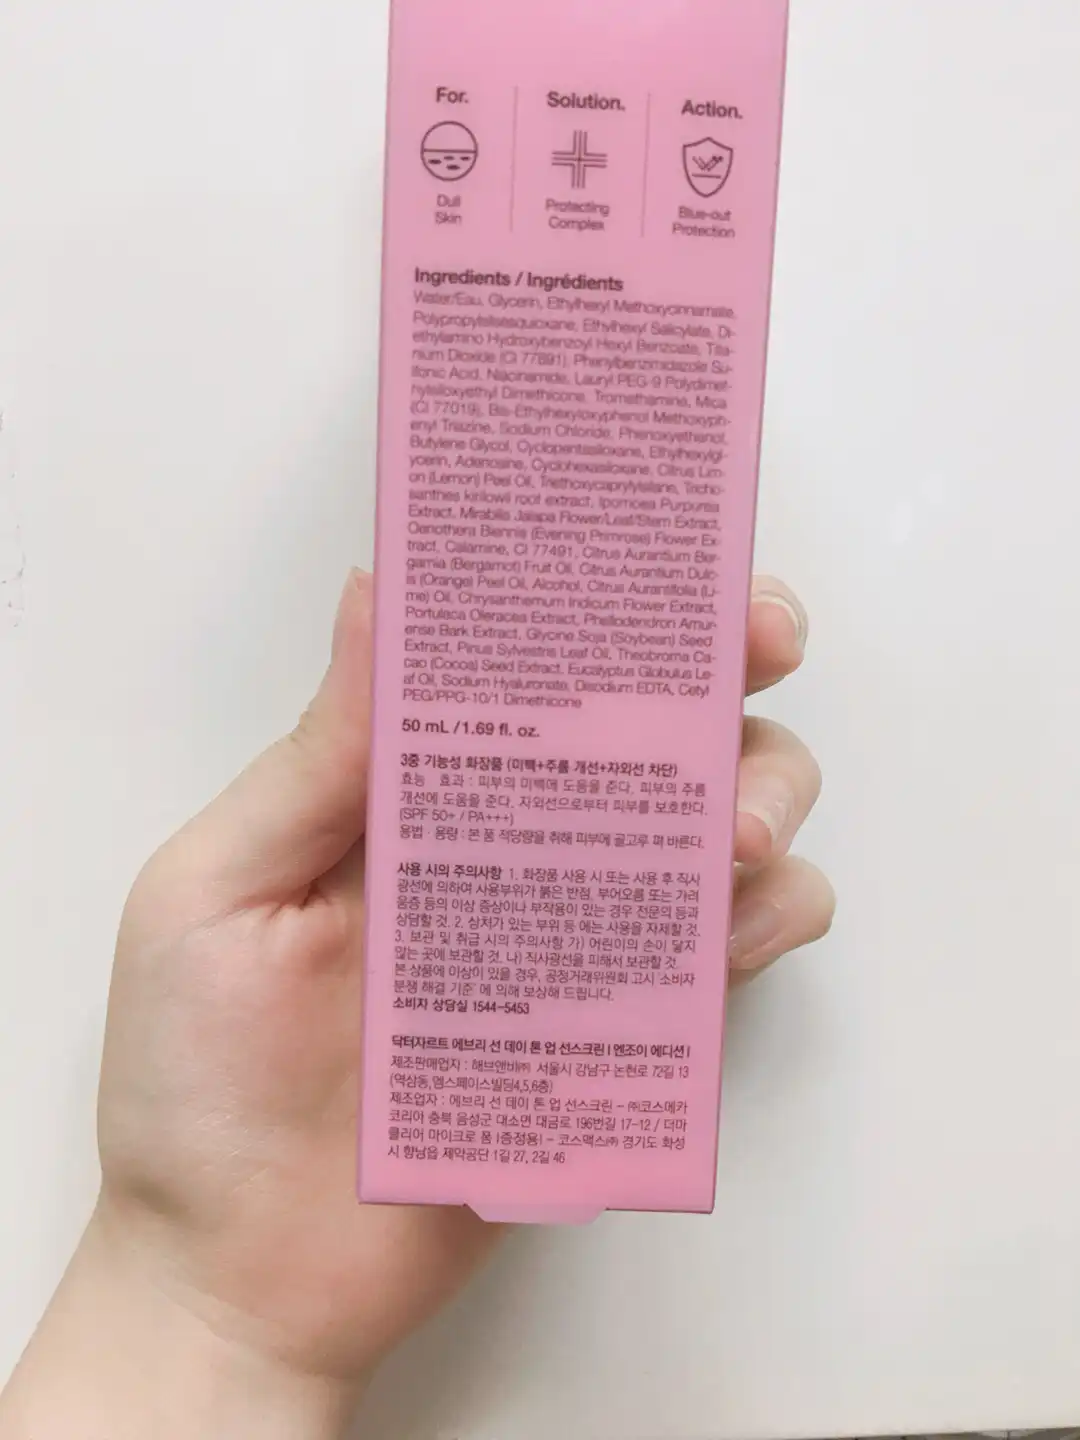 For.
Solution.
Action.
Dull
Skin
Protecting
Complex
Blue-out
Protection
Ingredients / Ingrédients
Water/Eau, Glycerin, Ethylhexyl Methoxycinnamate,
Polypropylsilsesquioxane, Ethylhexyl Salicylate, Di-
ethylamino Hydroxybenzoyl Hexyl Benzoate, Tita-
nium Dioxide (CI 77891), Phenylbenzimidazole Su-
lfonic Acid, Niacinamide, Lauryl PEG-9 Polydimet-
hylsiloxyethyl Dimethicone, Tromethamine, Mica
(CI 77019), Bis-Ethylhexyloxyphenol Methoxyph-
enyl Triazine, Sodium Chloride, Phenoxyethanol,
Butylene Glycol, Cyclopentasiloxane, Ethylhexylgl-
ycerin, Adenosine, Cyclohexasiloxane, Citrus Lim-
on (Lemon) Peel Oil, Triethoxycaprylylsilane, Tricho-
santhes kirilowii root extract, Ipomoea Purpurea
Extract, Mirabilis Jalapa Flower/Leaf/Stem Extract,
Oenothera Biennis (Evening Primrose) Flower Ex-
tract, Calamine, CI 77491, Citrus Aurantium Ber-
gamia (Bergamot) Fruit Oil, Citrus Aurantium Dulc-
is (Orange) Peel Oil, Alcohol, Citrus Aurantifolia (Li-
me) Oil, Chrysanthemum Indicum Flower Extract,
Portulaca Oleracea Extract, Phellodendron Amur-
ense Bark Extract, Glycine Soja (Soybean) Seed
Extract, Pinus Sylvestris Leaf Oil, Theobroma Ca-
cao (Cocoa) Seed Extract, Eucalyptus Globulus Le-
af Oil, Sodium Hyaluronate, Disodium EDTA, Cetyl
PEG/PPG-10/1 Dimethicone
50 mL /1.69 fl. oz.
3중 기능성 화장품 (미백+주름 개선+자외선 차단)
효능 효과 : 피부의 미백에 도움을 준다. 피부의 주름
개선에 도움을 준다. 자외선으로부터 피부를 보호한다.
(SPF 50+ / PA+++)
용법 · 용량 : 본 품 적당량을 취해 피부에 골고루 펴 바른다.
사용 시의 주의사항 1. 화장품 사용 시 또는 사용 후 직사
광선에 의하여 사용부위가 붉은 반점, 부어오름 또는 가려
움증 등의 이상 증상이나 부작용이 있는 경우 전문의 등과
상담할 것. 2. 상처가 있는 부위 등 에는 사용을 자제할 것.
3. 보관 및 취급 시의 주의사항 가) 어린이의 손이 닿지
않는 곳에 보관할 것. 나) 직사광선을 피해서 보관할 것.
본 상품에 이상이 있을 경우, 공정거래위원회 고시 '소비자
분쟁 해결 기준' 에 의해 보상해 드립니다.
소비자 상담실 1544-5453
닥터자르트 에브리 선 데이 톤 업 선스크린 | 엔조이 에디션 |
제조판매업자 : 해브앤비㈜ 서울시 강남구 논현로 72길 13
(역삼동,엠스페이스빌딩4,5,6층)
제조업자 : 에브리 선 데이 톤 업 선스크린 - ㈜코스메카
코리아 충북 음성군 대소면 대금로 196번길 17-12 / 더마
클리어 마이크로 폼 |증정용| - 코스맥스㈜ 경기도 화성
시 향남읍 제약공단 1길 27, 2길 46